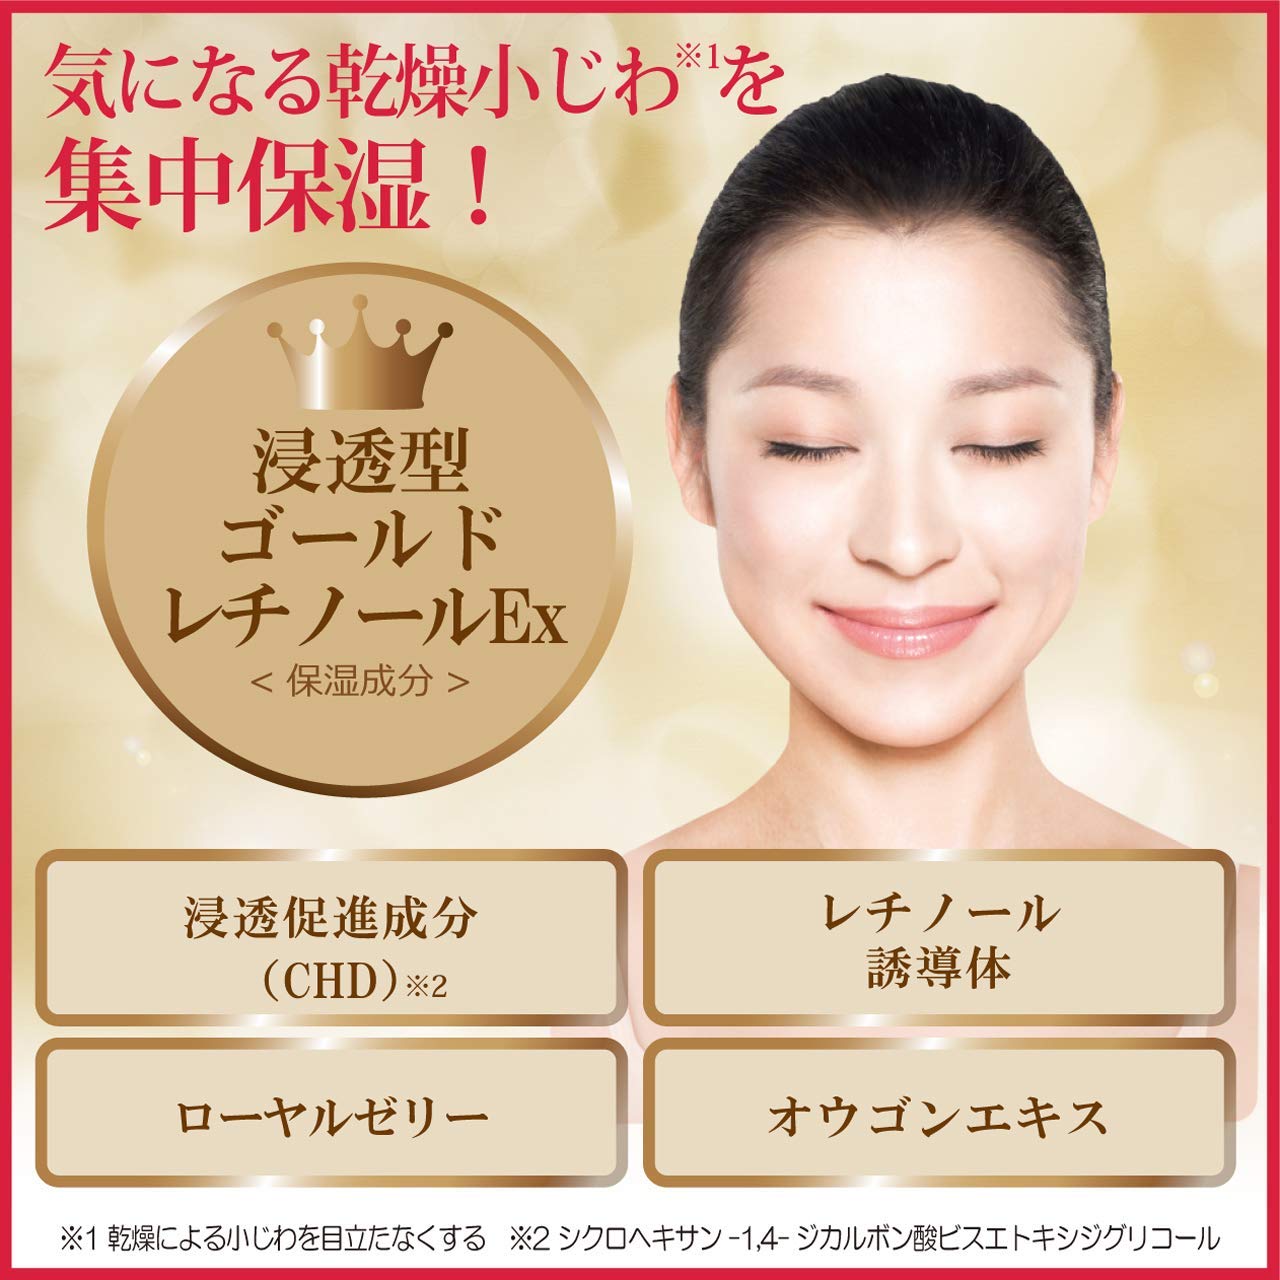 気になる乾燥小じわ※1を
集中保湿！
浸透型
ゴールド
レチノールEx
< 保湿成分 >
浸透促進成分
（CHD）※2
レチノール
誘導体
ローヤルゼリー
オウゴンエキス
※1 乾燥による小じわを目立たなくする ※2 シクロヘキサン -1,4- ジカルボン酸ビスエトキシジグリコール